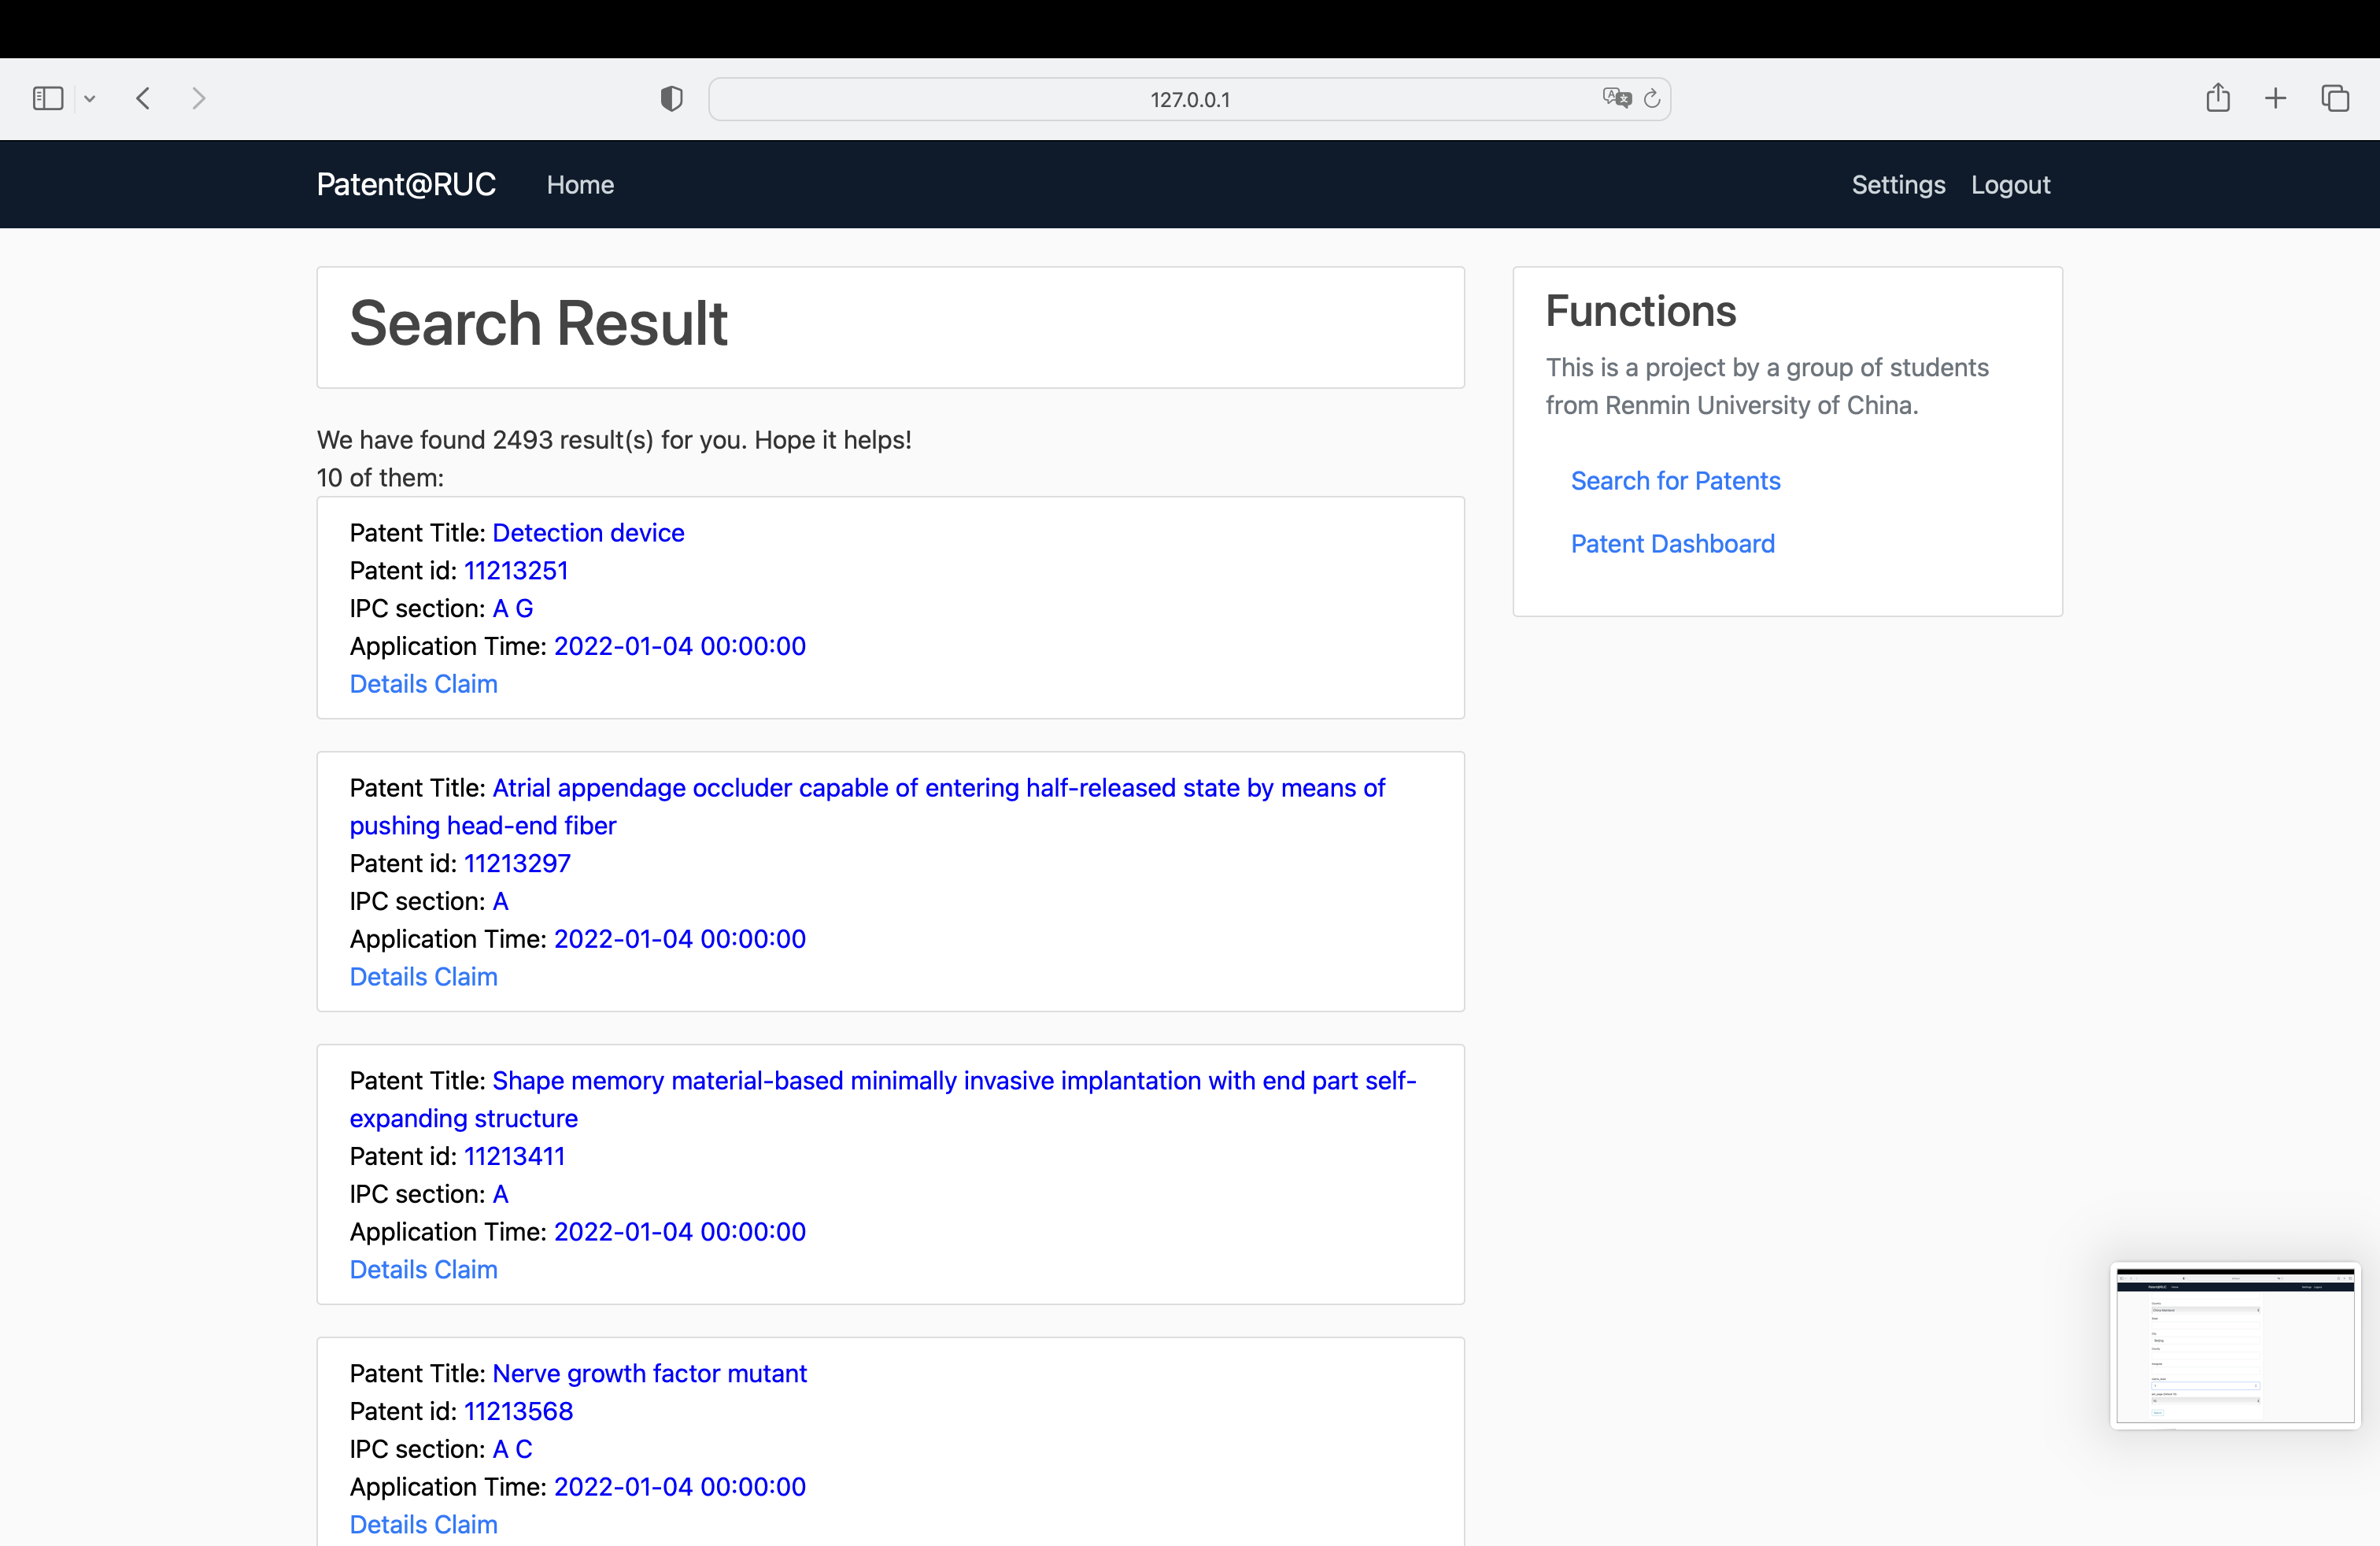 127.0.0.1
Patent@RUC Home Settings Logout
Search Result
We have found 2493 result(s) for you. Hope it helps!
10 of them:
Patent Title: Detection device
Patent id: 11213251
IPC section: A G
Application Time: 2022-01-04 00:00:00
Details Claim
Patent Title: Atrial appendage occluder capable of entering half-released state by means of
pushing head-end fiber
Patent id: 11213297
IPC section: A
Application Time: 2022-01-04 00:00:00
Details Claim
Patent Title: Shape memory material-based minimally invasive implantation with end part self-
expanding structure
Patent id: 11213411
IPC section: A
Application Time: 2022-01-04 00:00:00
Details Claim
Patent Title: Nerve growth factor mutant
Patent id: 11213568
IPC section: A C
Application Time: 2022-01-04 00:00:00
Details Claim
Functions
This is a project by a group of students
from Renmin University of China.
Search for Patents
Patent Dashboard